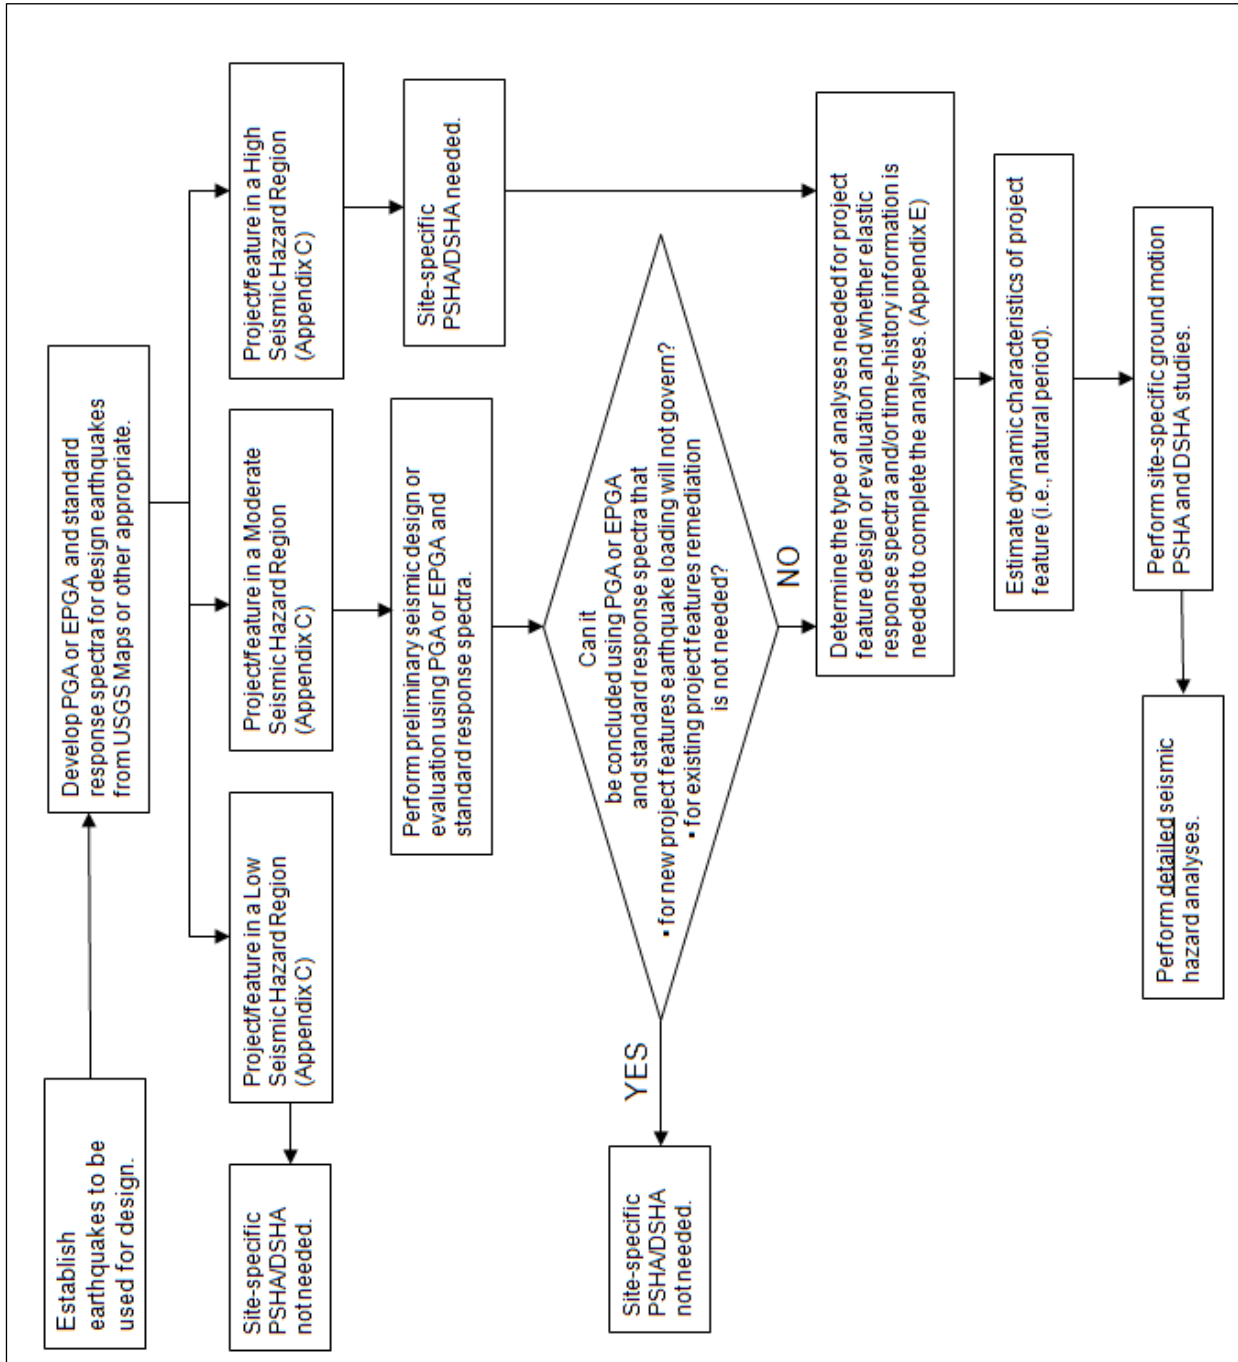 Establish
earthquakes to be
used for design.
Develop PGA or EPGA and standard
response spectra for design earthquakes
from USGS Maps or other appropriate.
Project/feature in a Low
Seismic Hazard Region
(Appendix C)
Project/feature in a Moderate
Seismic Hazard Region
(Appendix C)
Project/feature in a High
Seismic Hazard Region
(Appendix C)
Site-specific
PSHA/DSHA
not needed.
Perform preliminary seismic design or
evaluation using PGA or EPGA and
standard response spectra.
Site-specific
PSHA/DSHA needed.
Can it
be concluded using PGA or EPGA
and standard response spectra that
▪ for new project features earthquake loading will not govern?
▪ for existing project features remediation
is not needed?
YES
NO
Site-specific
PSHA/DSHA
not needed.
Determine the type of analyses needed for project
feature design or evaluation and whether elastic
response spectra and/or time-history information is
needed to complete the analyses. (Appendix E)
Estimate dynamic characteristics of project
feature (i.e., natural period).
Perform site-specific ground motion
PSHA and DSHA studies.
Perform detailed seismic
hazard analyses.